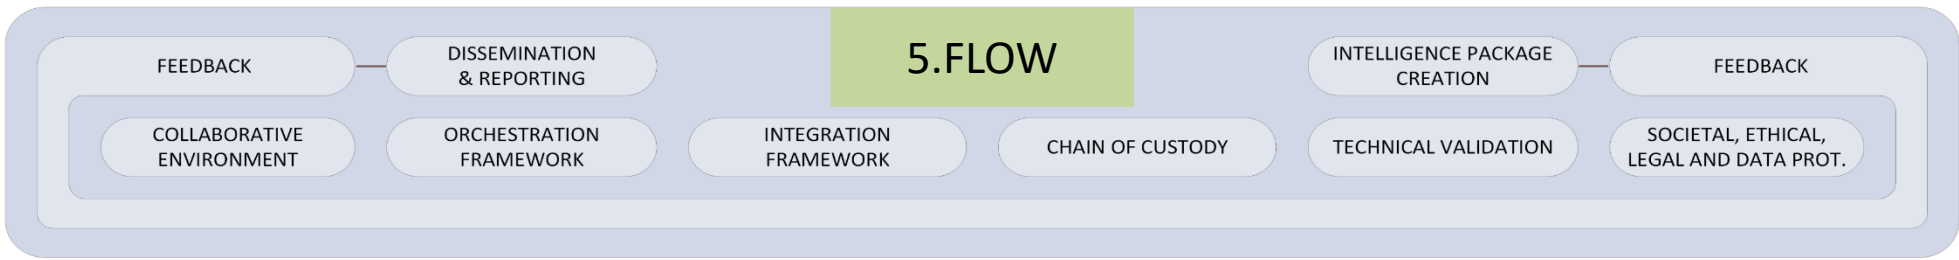 FEEDBACK
DISSEMINATION
& REPORTING
5.FLOW
INTELLIGENCE PACKAGE
CREATION
FEEDBACK
COLLABORATIVE
ENVIRONMENT
ORCHESTRATION
FRAMEWORK
INTEGRATION
FRAMEWORK
CHAIN OF CUSTODY
TECHNICAL VALIDATION
SOCIETAL, ETHICAL,
LEGAL AND DATA PROT.